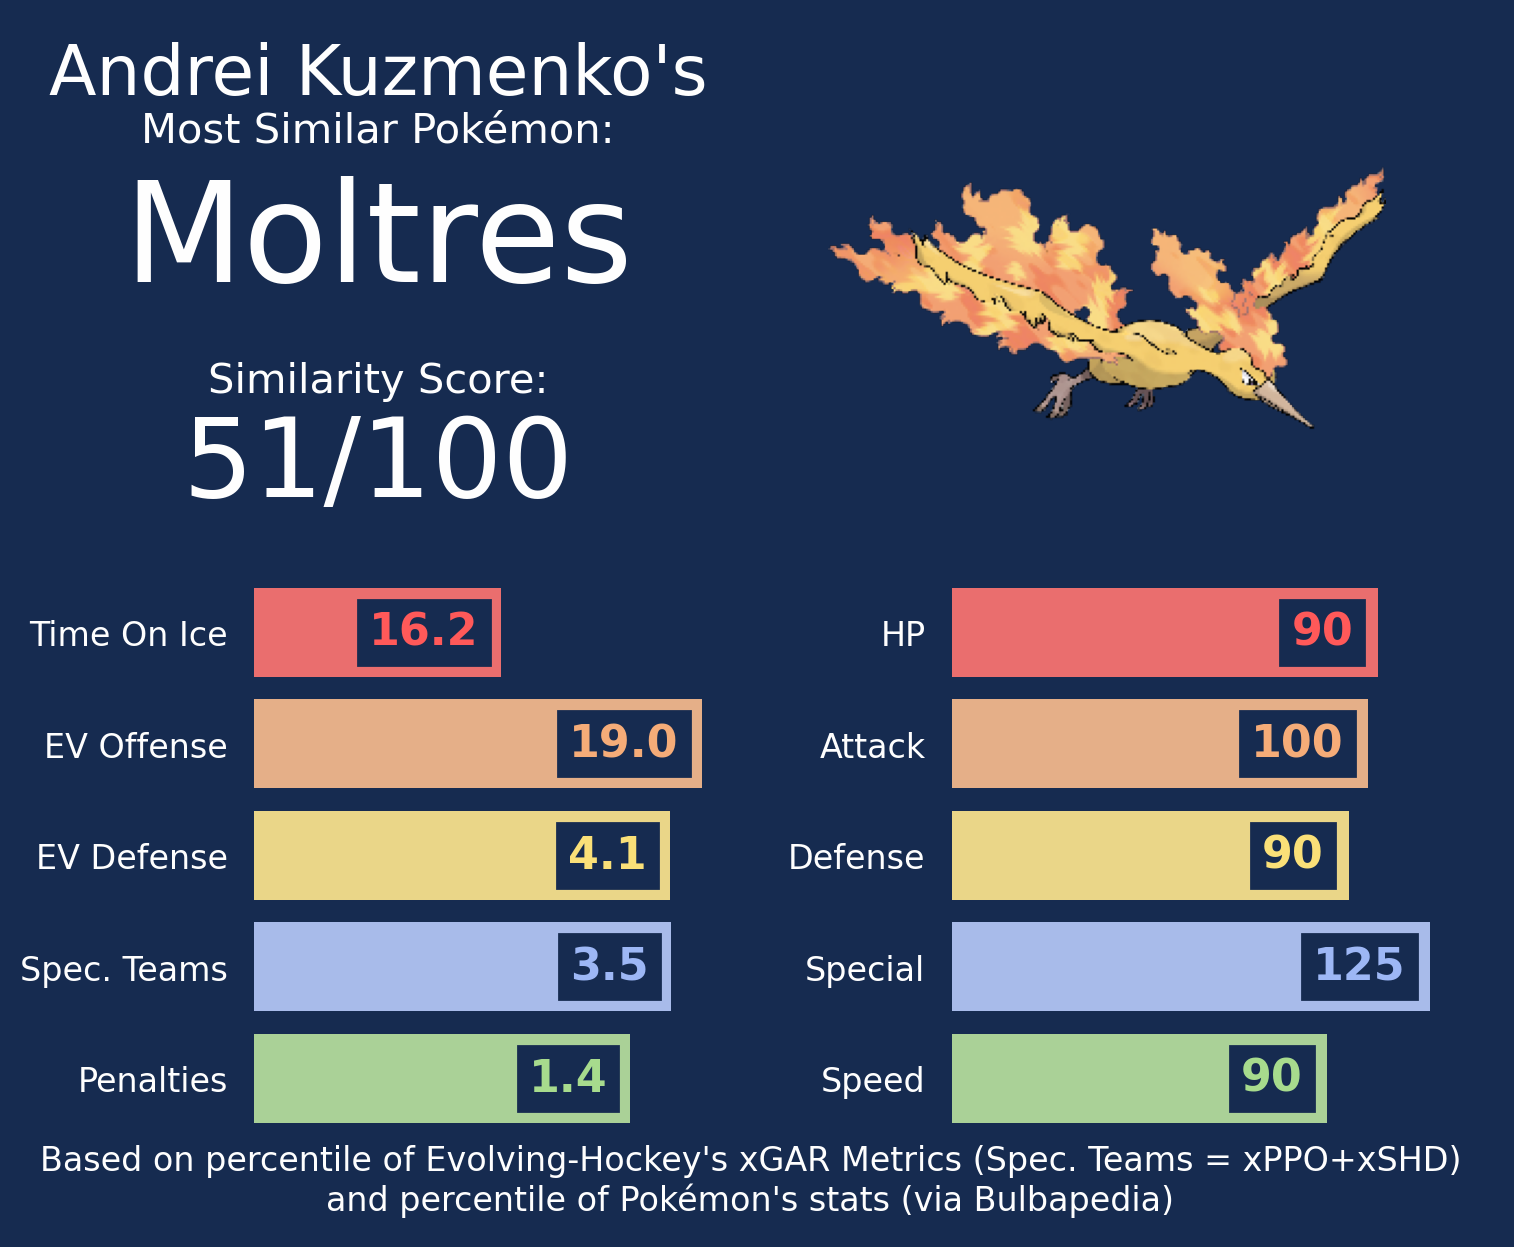 Andrei Kuzmenko's
Most Similar Pokémon:
Moltres
Similarity Score:
51/100
Time On Ice 16.2
EV Offense 19.0
EV Defense 4.1
Spec. Teams 3.5
Penalties 1.4
HP 90
Attack 100
Defense 90
Special 125
Speed 90
Based on percentile of Evolving-Hockey's xGAR Metrics (Spec. Teams = xPPO+xSHD)
and percentile of Pokémon's stats (via Bulbapedia)